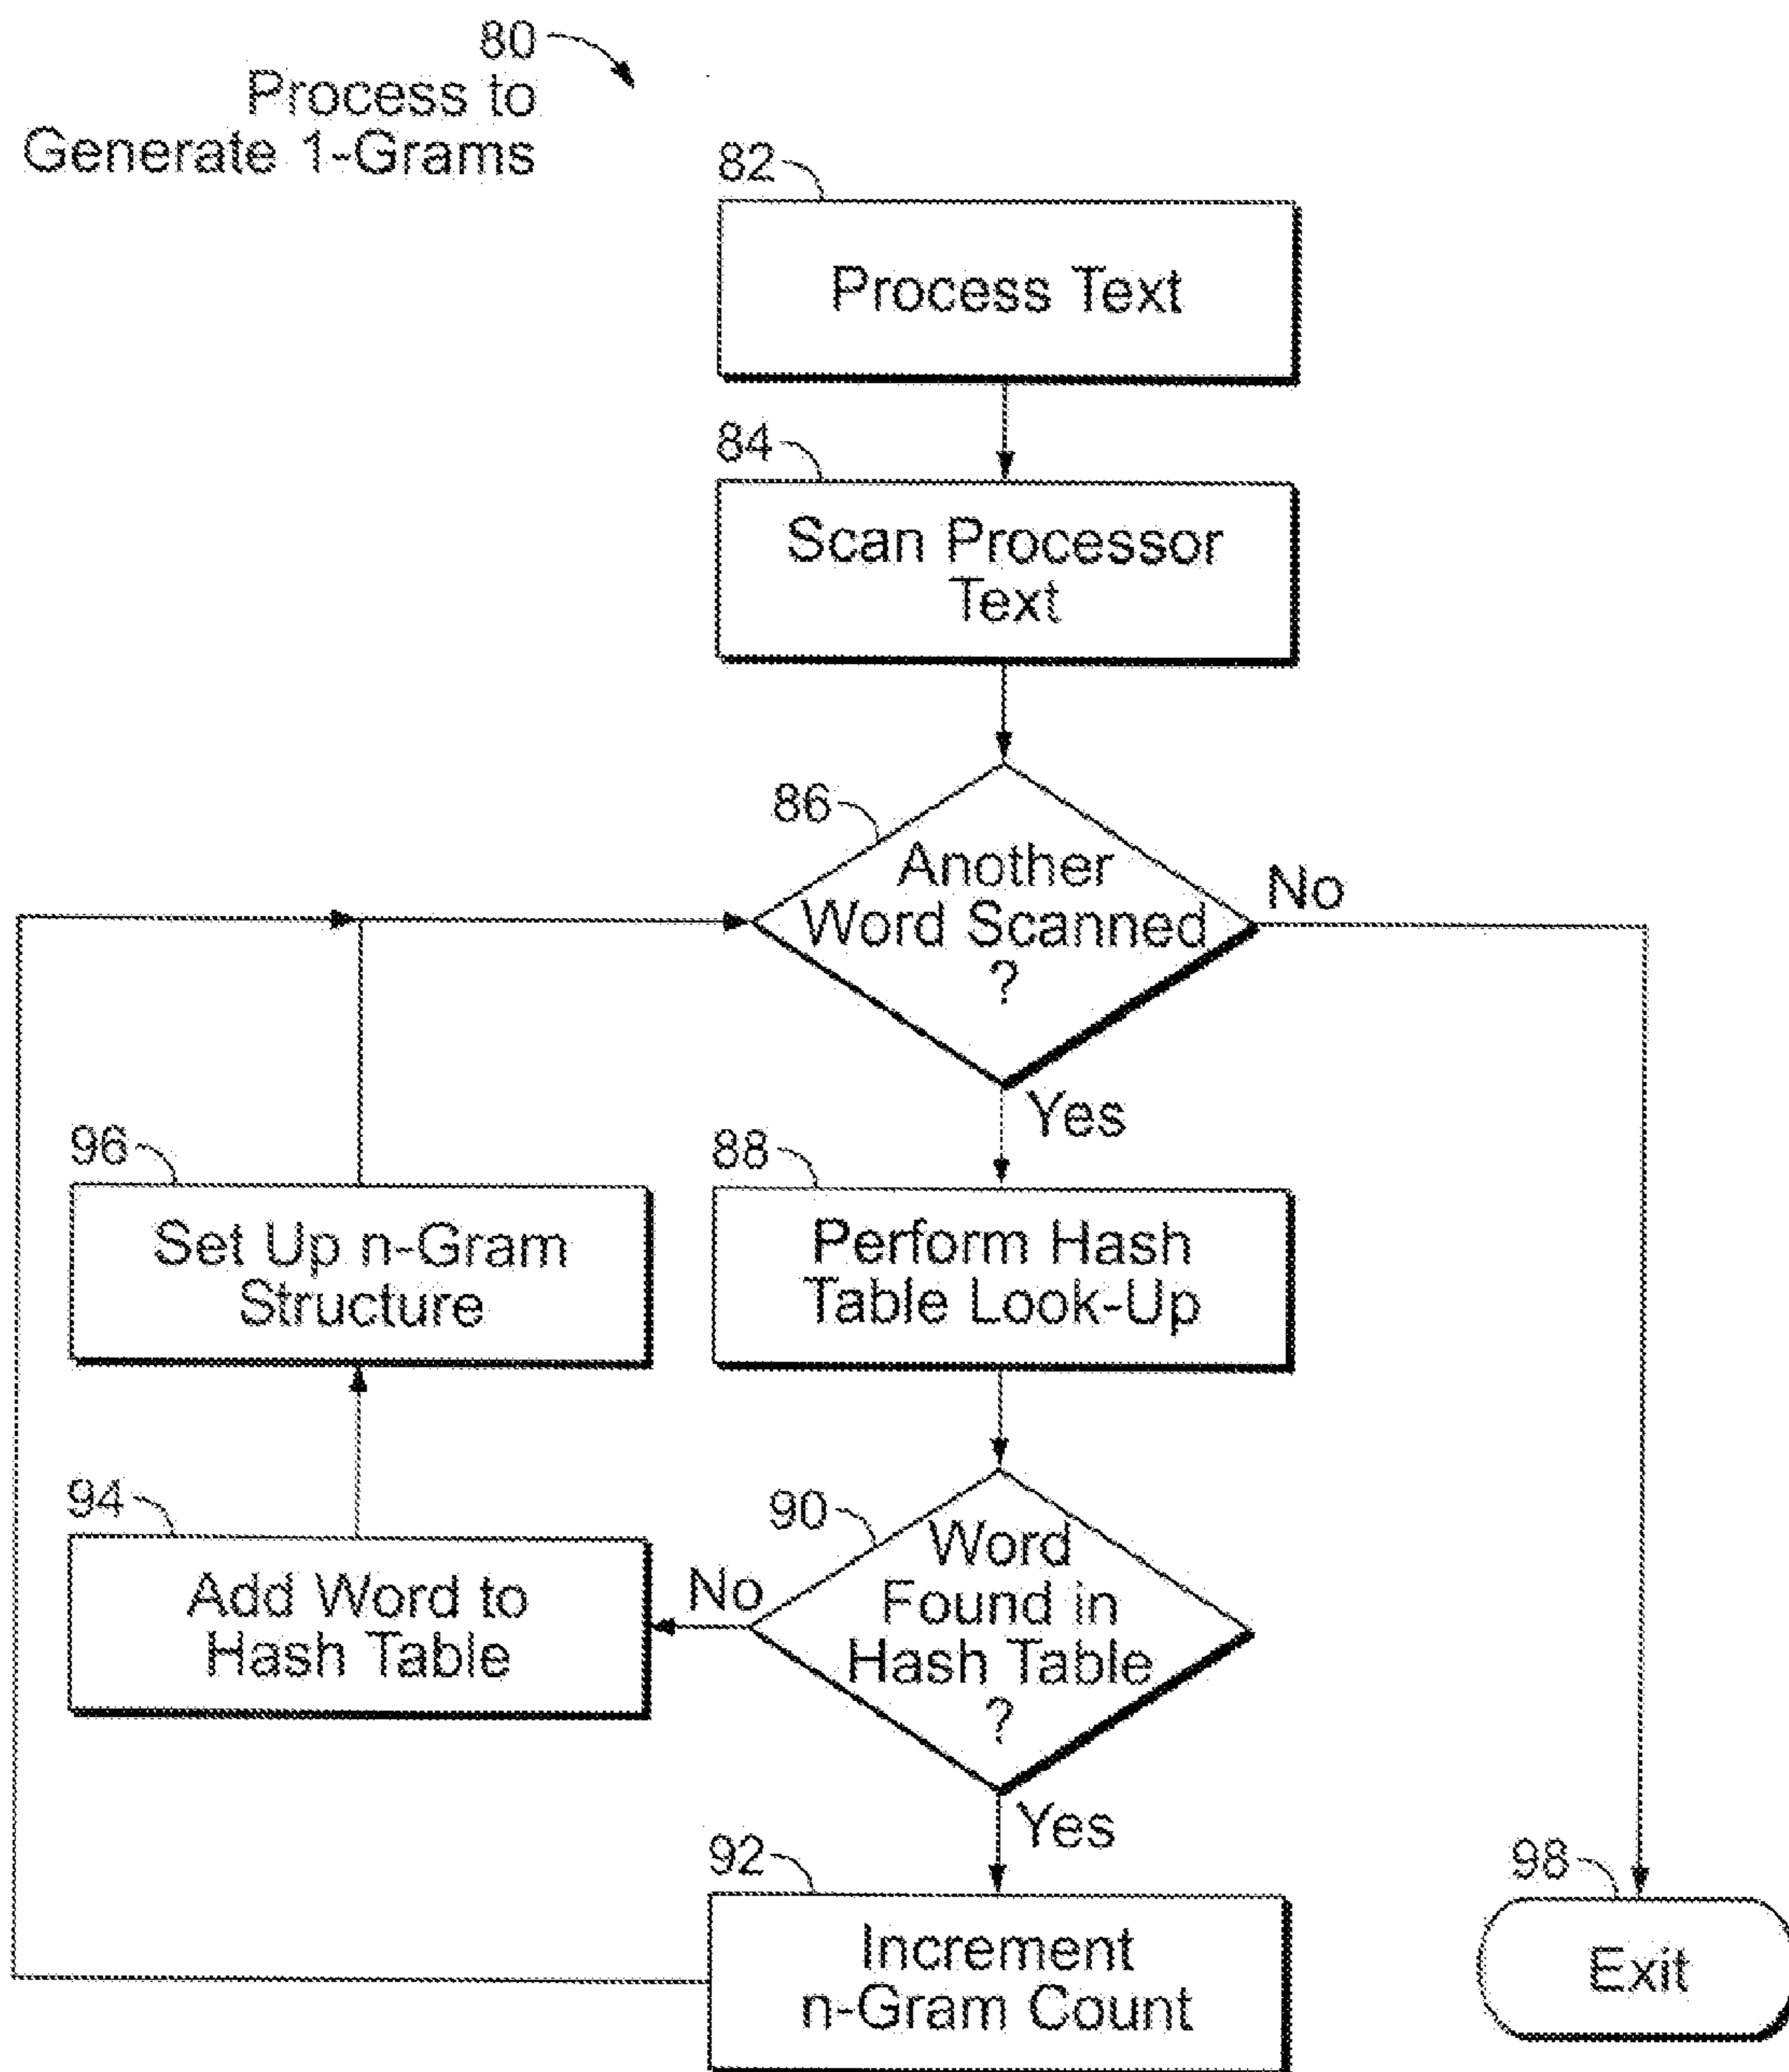 80
Process to
Generate 1-Grams
82
Process Text
84
Scan Processor
Text
86
Another
Word Scanned
?
No
Yes
96
Set Up n-Gram
Structure
88
Perform Hash
Table Look-Up
94
Add Word to
Hash Table
No
90
Word
Found in
Hash Table
?
Yes
92
Increment
n-Gram Count
98
Exit